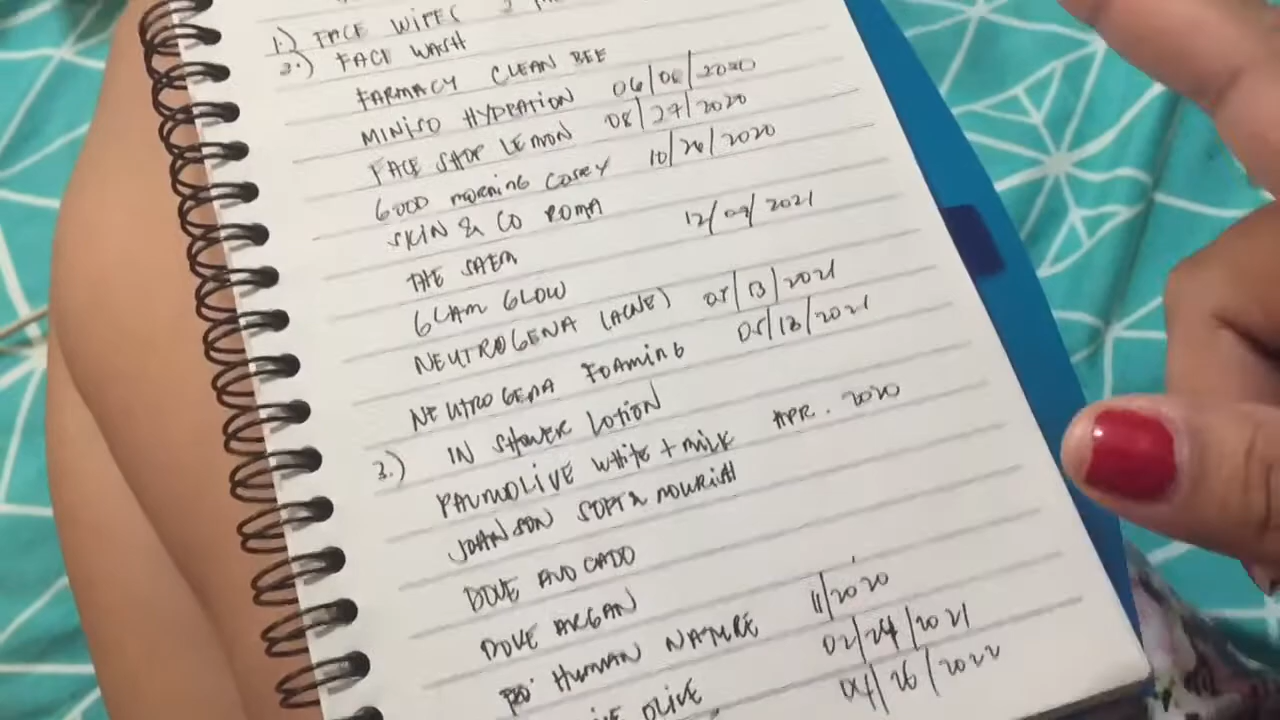 1.) FACE WIPES
2.) FACE WASH
FARMACY CLEAN BEE
MINISO HYDRATION 06/06/2020
FACE SHOP LEMON 08/27/2020
GOOD MORNING COSRX 10/26/2020
SKIN & CO ROMA
THE SAEM 12/09/2021
GLAM GLOW
NEUTROGENA (ACNE) 05/13/2021
NEUTROGENA FOAMING 05/13/2021
3.) IN SHOWER LOTION
PALMOLIVE WHITE + MILK APR. 2020
JOHNSON SOFT & NOURISH
DOVE AVOCADO
DOVE ARGAN
HUMAN NATURE 11/2020
OLIVE 02/24/2021
04/26/2022